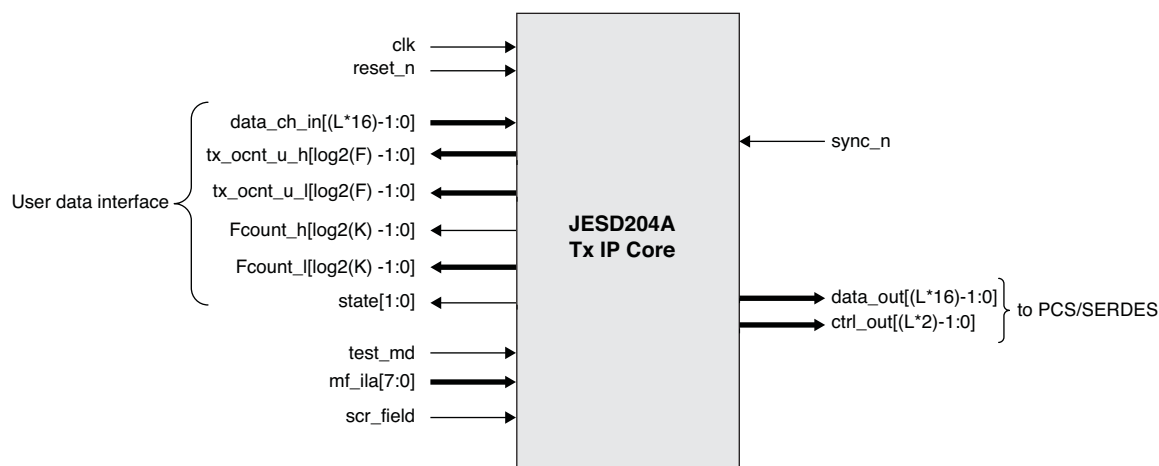 clk
reset_n
data_ch_in[(L*16)-1:0]
tx_ocnt_u_h[log2(F) -1:0]
tx_ocnt_u_l[log2(F) -1:0]
User data interface
Fcount_h[log2(K) -1:0]
Fcount_l[log2(K) -1:0]
state[1:0]
test_md
mf_ila[7:0]
scr_field
JESD204A
Tx IP Core
sync_n
data_out[(L*16)-1:0]
ctrl_out[(L*2)-1:0]
to PCS/SERDES